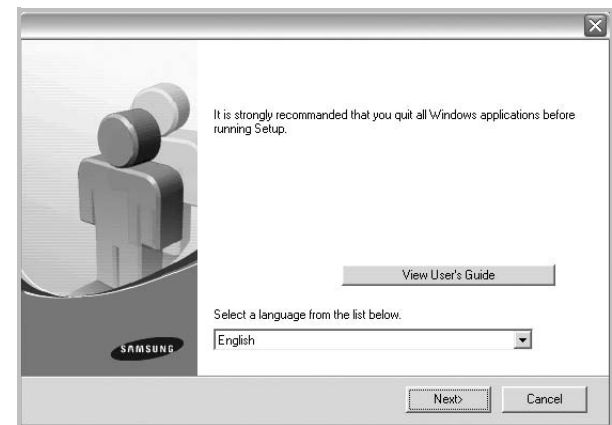 It is strongly recommanded that you quit all Windows applications before
running Setup.
View User's Guide
Select a language from the list below.
English
SAMSUNG
Next>
Cancel